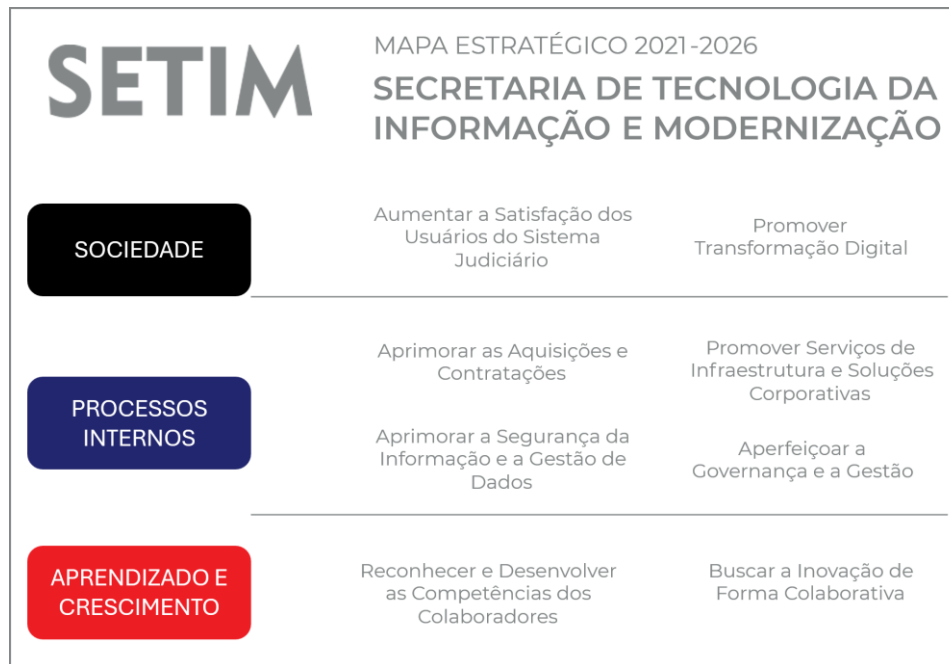 SETIM
MAPA ESTRATÉGICO 2021-2026
SECRETARIA DE TECNOLOGIA DA
INFORMAÇÃO E MODERNIZAÇÃO
SOCIEDADE
Aumentar a Satisfação dos
Usuários do Sistema
Judiciário
Promover
Transformação Digital
PROCESSOS
INTERNOS
Aprimorar as Aquisições e
Contratações
Promover Serviços de
Infraestrutura e Soluções
Corporativas
Aprimorar a Segurança da
Informação e a Gestão de
Dados
Aperfeiçoar a
Governança e a Gestão
APRENDIZADO E
CRESCIMENTO
Reconhecer e Desenvolver
as Competências dos
Colaboradores
Buscar a Inovação de
Forma Colaborativa